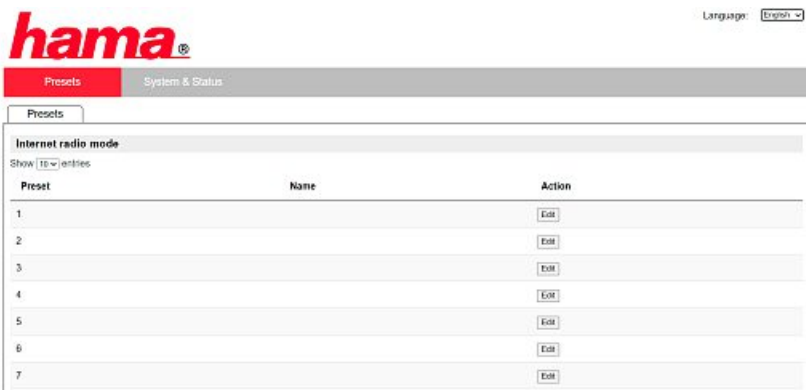 Language: English
hama®
Presets System & Status
Presets
Internet radio mode
Show 10 entries
Preset Name Action
1 Edit
2 Edit
3 Edit
4 Edit
5 Edit
6 Edit
7 Edit